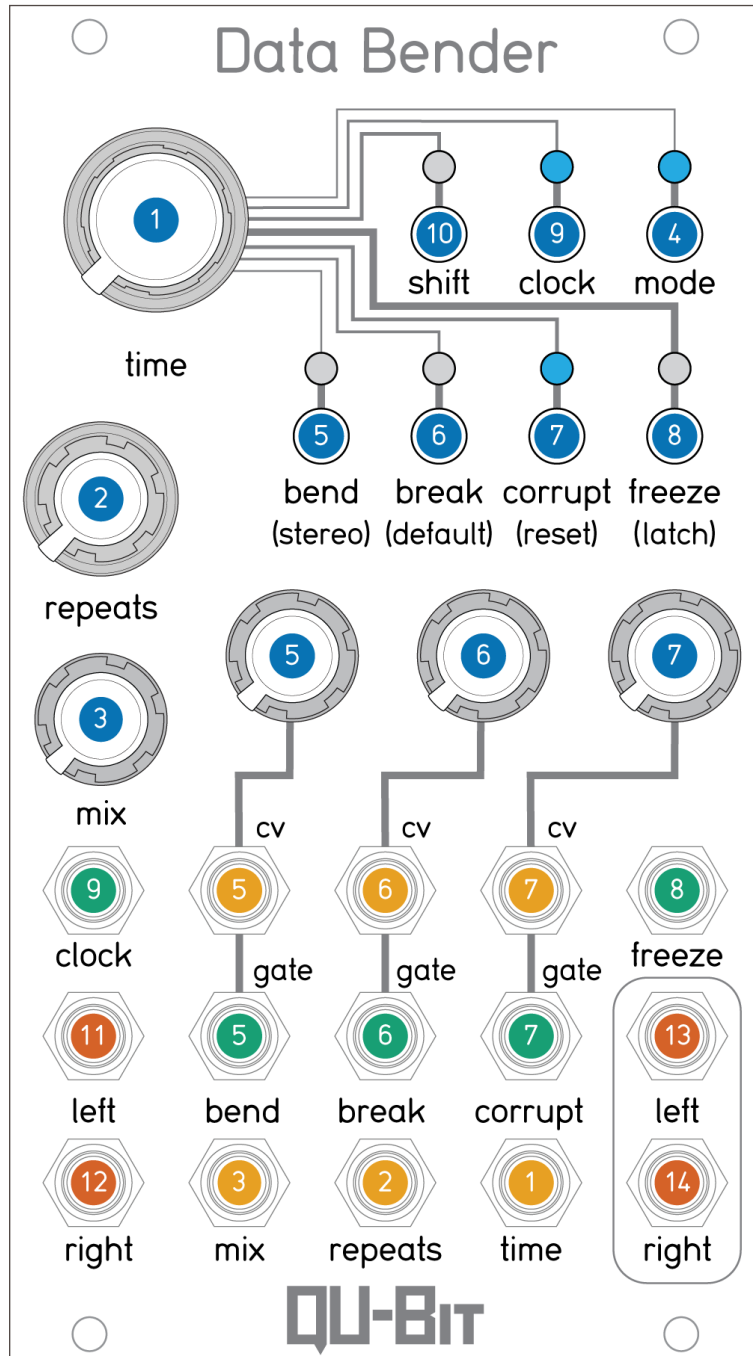 Data Bender
1
10 9 4
shift clock mode
time
5 6 7 8
bend break corrupt freeze
(stereo) (default) (reset) (latch)
2
repeats
5 6 7
3
mix
cv cv cv
9 5 6 7 8
clock freeze
gate gate gate
11 5 6 7 13
left bend break corrupt left
12 3 2 1 14
right mix repeats time right
QU-BIT